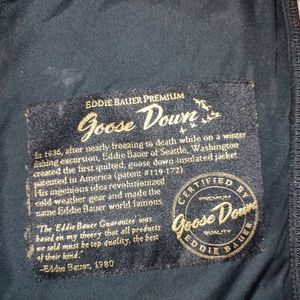 EDDIE BAUER PREMIUM
Goose Down
In 1936, after nearly freezing to death while on a winter
fishing excursion, Eddie Bauer of Seattle, Washington
created the first quilted, goose down insulated jacket
patented in America (patent #119 172)
His ingenious idea revolutionized
cold weather gear and made the
name Eddie Bauer world famous
"The Eddie Bauer Guarantee was
based on my theory that all products
we sold must be top quality, the best
of their kind."
-Eddie Bauer, 1980
CERTIFIED BY
PREMIUM
Goose Down
QUALITY
EDDIE BAUER